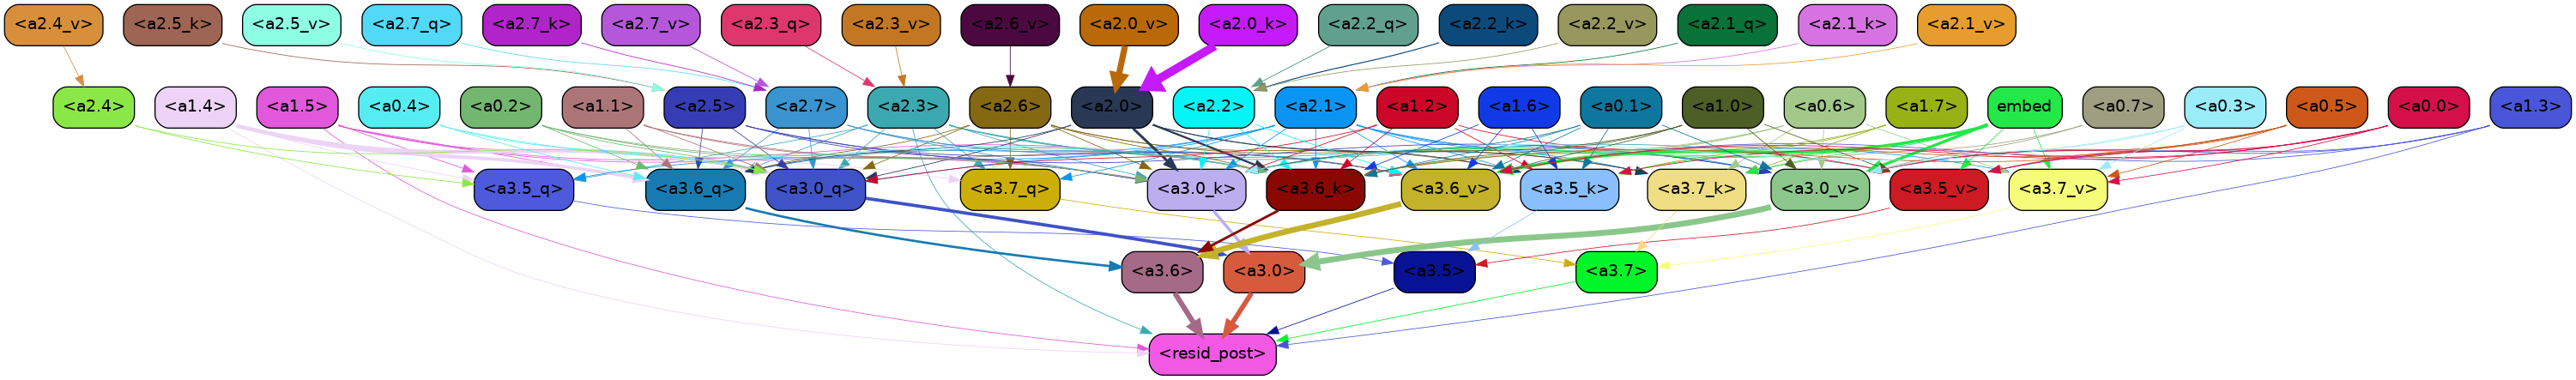 <a2.4_v> <a2.5_k> <a2.5_v> <a2.7_q> <a2.7_k> <a2.7_v> <a2.3_q> <a2.3_v> <a2.6_v> <a2.0_v> <a2.0_k> <a2.2_q> <a2.2_k> <a2.2_v> <a2.1_q> <a2.1_k> <a2.1_v>
<a2.4> <a1.4> <a1.5> <a0.4> <a0.2> <a1.1> <a2.5> <a2.7> <a2.3> <a2.6> <a2.0> <a2.2> <a2.1> <a1.2> <a1.6> <a0.1> <a1.0> <a0.6> <a1.7> embed <a0.7> <a0.3> <a0.5> <a0.0> <a1.3>
<a3.5_q> <a3.6_q> <a3.0_q> <a3.7_q> <a3.0_k> <a3.6_k> <a3.6_v> <a3.5_k> <a3.7_k> <a3.0_v> <a3.5_v> <a3.7_v>
<a3.6> <a3.0> <a3.5> <a3.7>
<resid_post>